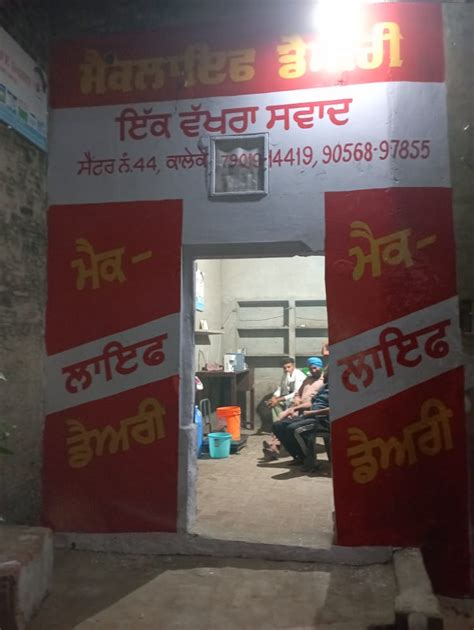 ਮੈਕਲਾਇਫ ਡੈਅਰੀ
ਇੱਕ ਵੱਖਰਾ ਸਵਾਦ
ਸੈਂਟਰ ਨੰ.44, ਕਾਲੇਕੇ, 79019-14419, 90568-97855
ਮੈਕ-
ਲਾਇਫ
ਡੈਅਰੀ
ਮੈਕ-
ਲਾਇਫ
ਡੈਅਰੀ